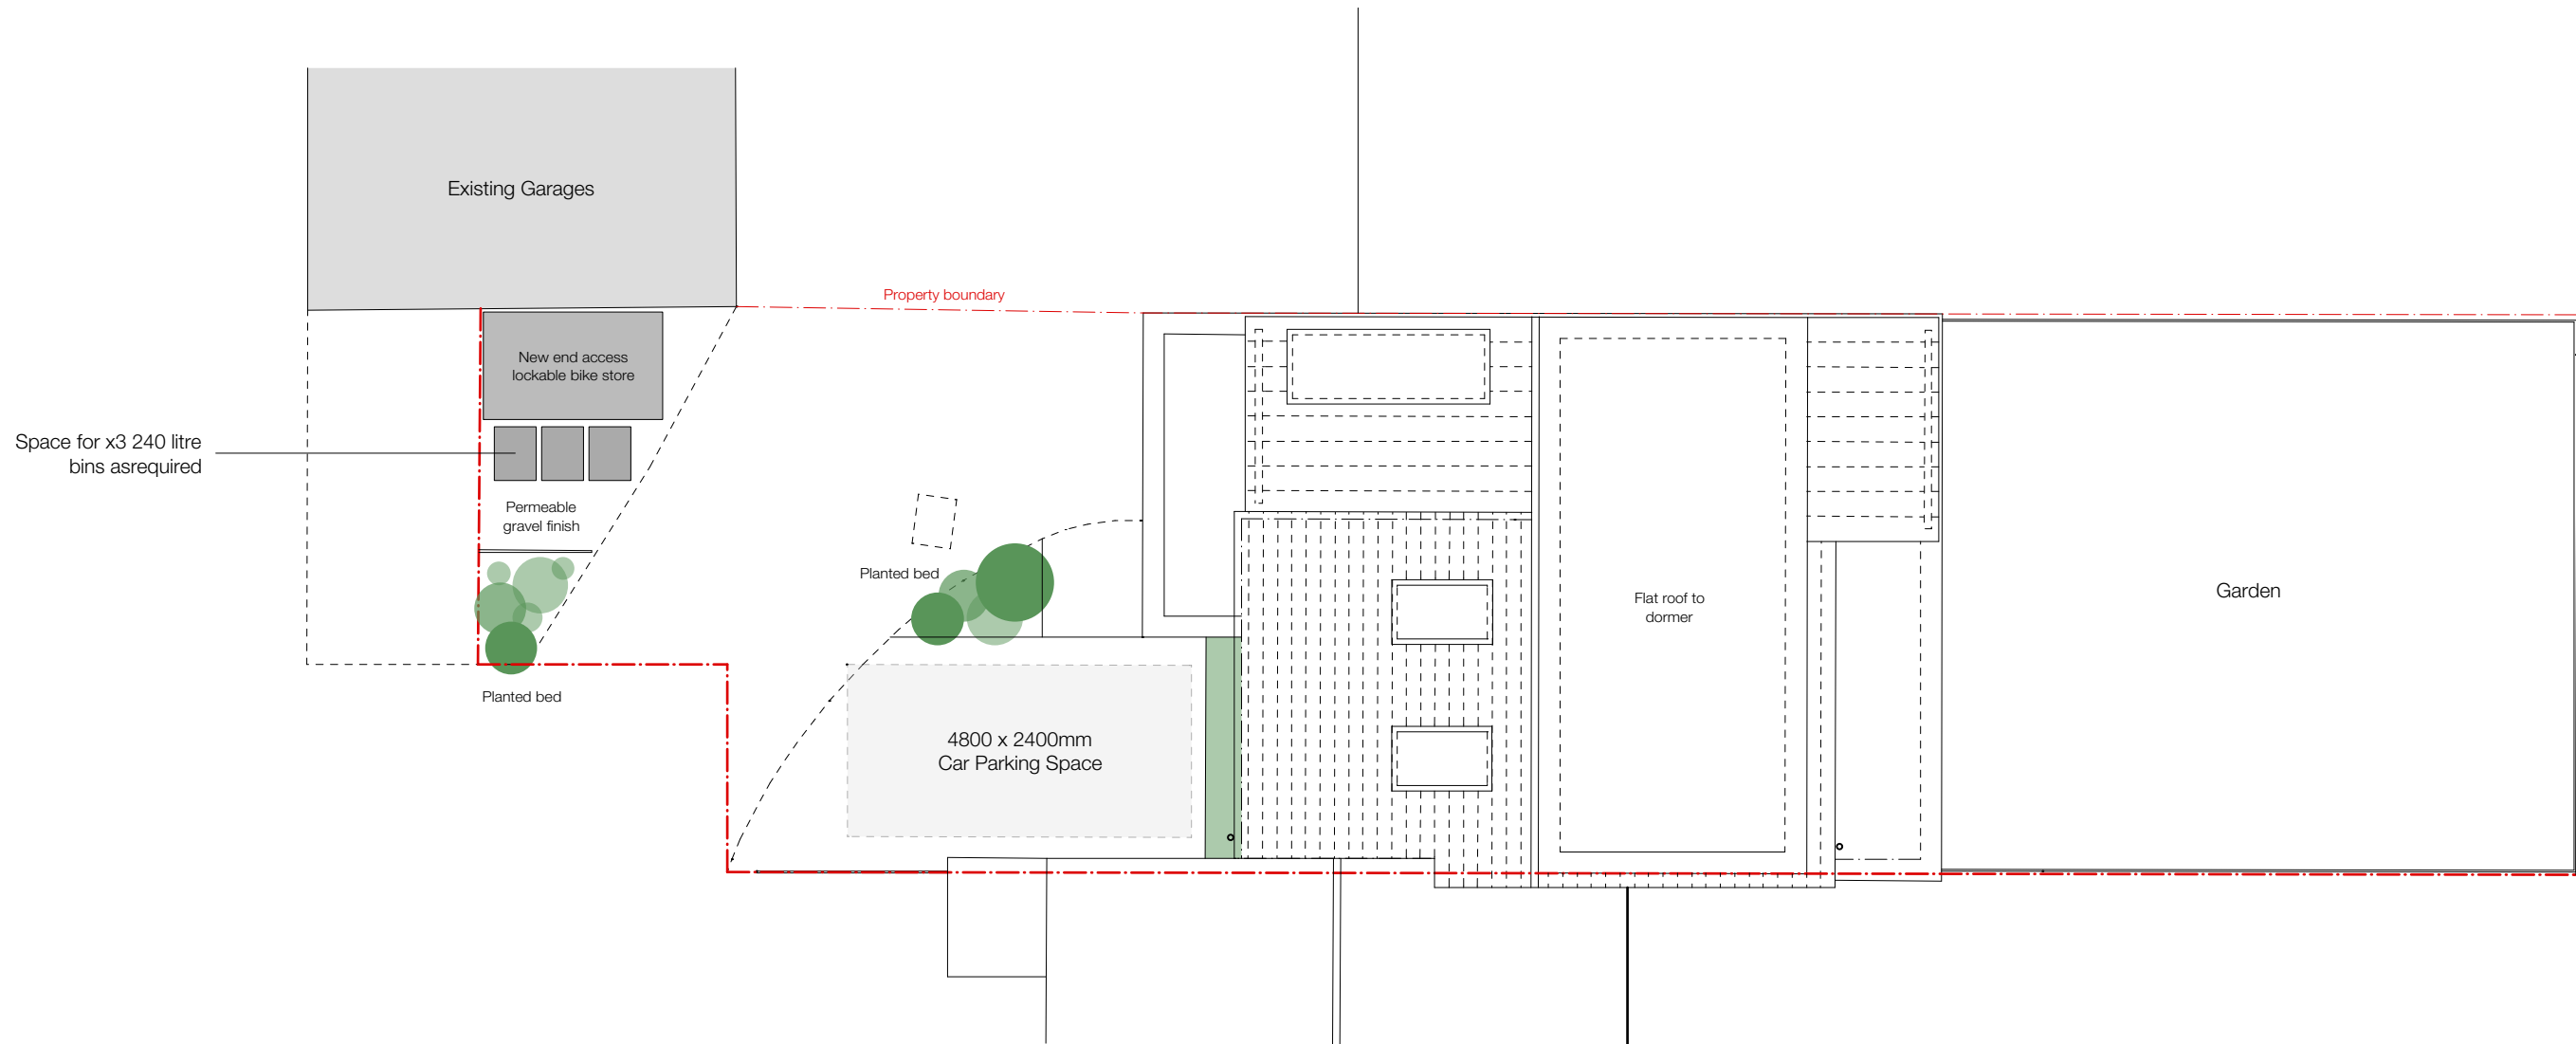 Existing Garages
Property boundary
New end access
lockable bike store
Space for x3 240 litre
bins asrequired
Permeable
gravel finish
Planted bed
Planted bed
4800 x 2400mm
Car Parking Space
Flat roof to
dormer
Garden